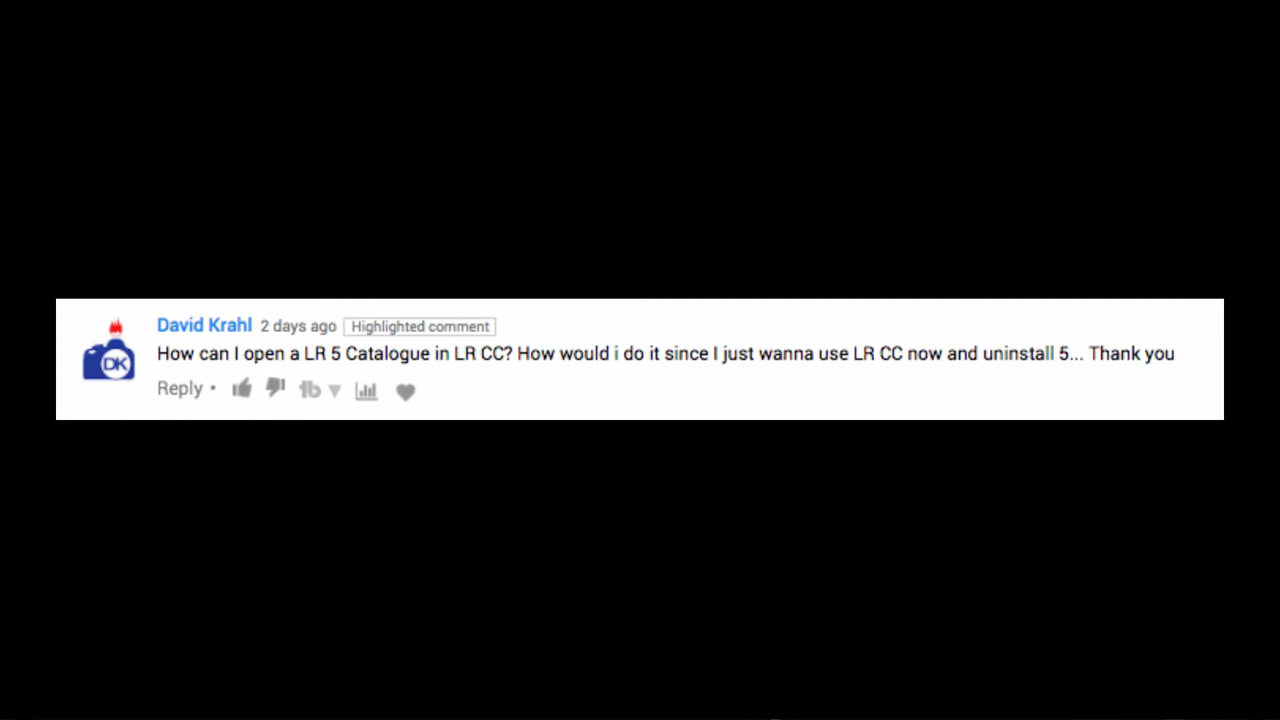 David Krahl 2 days ago Highlighted comment
How can I open a LR 5 Catalogue in LR CC? How would i do it since I just wanna use LR CC now and uninstall 5... Thank you
DK
Reply •